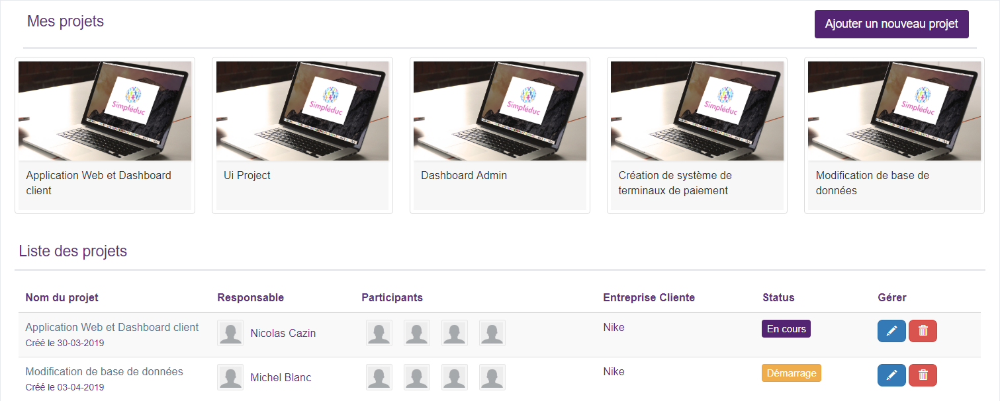 Mes projets
Ajouter un nouveau projet
Simpléduc
Simpléduc
Simpléduc
Simpléduc
Simpléduc
Application Web et Dashboard
client
Ui Project
Dashboard Admin
Création de système de
terminaux de paiement
Modification de base de
données
Liste des projets
Nom du projet Responsable Participants Entreprise Cliente Status Gérer
Application Web et Dashboard client
Créé le 30-03-2019
Nicolas Cazin
Nike
En cours
Modification de base de données
Créé le 03-04-2019
Michel Blanc
Nike
Démarrage